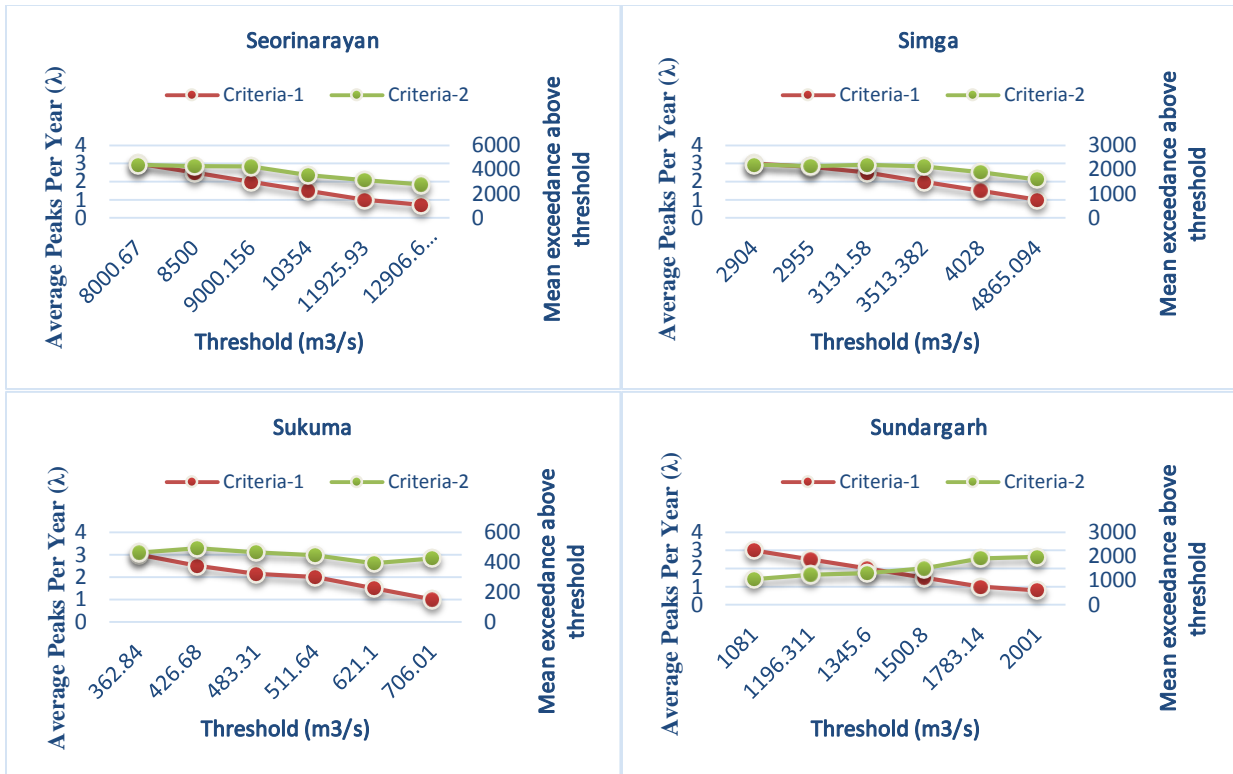 Seorinarayan
Criteria-1 Criteria-2
Average Peaks Per Year (λ)
4
3
2
1
0
6000
4000
2000
0
Mean exceedance above
threshold
8000.67
8500
9000.156
10354
11925.93
12906.6...
Threshold (m3/s)
Simga
Criteria-1 Criteria-2
Average Peaks Per Year (λ)
4
3
2
1
0
3000
2000
1000
0
Mean exceedance above
threshold
2904
2955
3131.58
3513.382
4028
4865.094
Threshold (m3/s)
Sukuma
Criteria-1 Criteria-2
Average Peaks Per Year (λ)
4
3
2
1
0
600
400
200
0
Mean exceedance above
threshold
362.84
426.68
483.31
511.64
621.1
706.01
Threshold (m3/s)
Sundargarh
Criteria-1 Criteria-2
Average Peaks Per Year (λ)
4
3
2
1
0
3000
2000
1000
0
Mean exceedance above
threshold
1081
1196.311
1345.6
1500.8
1783.14
2001
Threshold (m3/s)